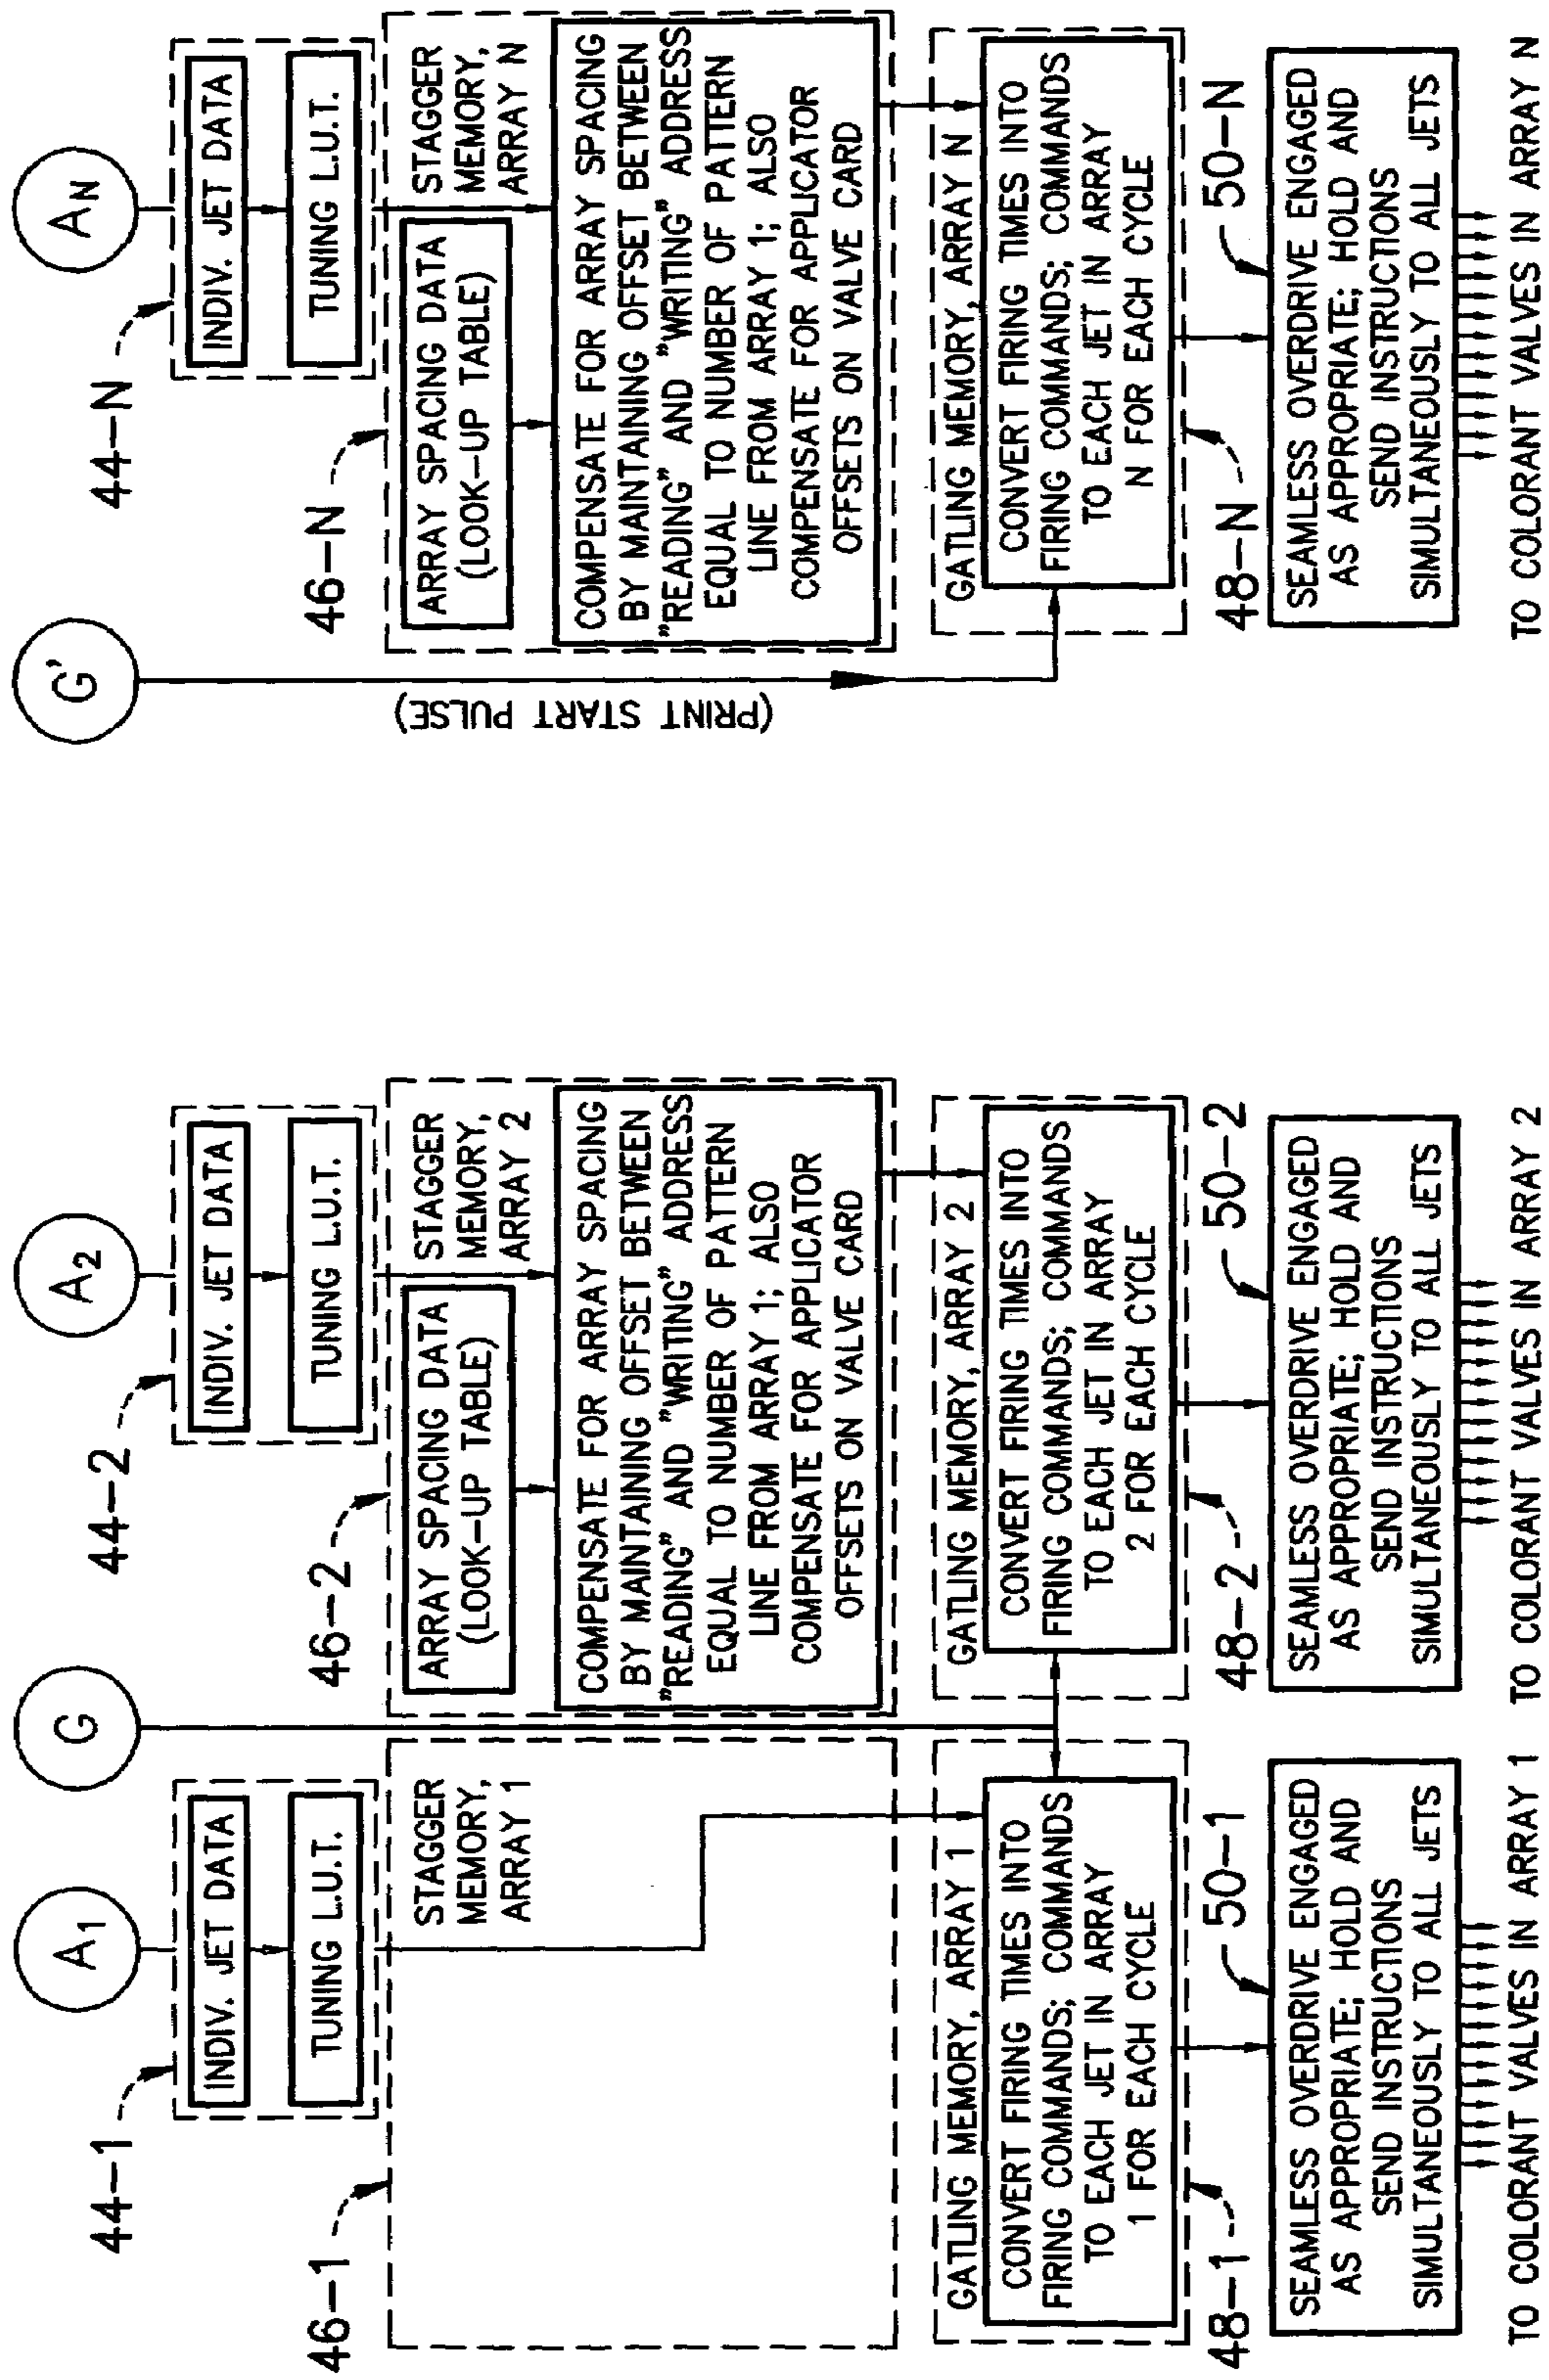 A1
44-1
INDIV. JET DATA
TUNING L.U.T.
46-1
STAGGER
MEMORY,
ARRAY 1
GATLING MEMORY, ARRAY 1
CONVERT FIRING TIMES INTO
FIRING COMMANDS; COMMANDS
TO EACH JET IN ARRAY
1 FOR EACH CYCLE
48-1
50-1
SEAMLESS OVERDRIVE ENGAGED
AS APPROPRIATE; HOLD AND
SEND INSTRUCTIONS
SIMULTANEOUSLY TO ALL JETS
TO COLORANT VALVES IN ARRAY 1
G
A2
44-2
INDIV. JET DATA
TUNING L.U.T.
46-2
STAGGER
MEMORY,
ARRAY 2
ARRAY SPACING DATA
(LOOK-UP TABLE)
COMPENSATE FOR ARRAY SPACING
BY MAINTAINING OFFSET BETWEEN
"READING" AND "WRITING" ADDRESS
EQUAL TO NUMBER OF PATTERN
LINE FROM ARRAY 1; ALSO
COMPENSATE FOR APPLICATOR
OFFSETS ON VALVE CARD
GATLING MEMORY, ARRAY 2
CONVERT FIRING TIMES INTO
FIRING COMMANDS; COMMANDS
TO EACH JET IN ARRAY
2 FOR EACH CYCLE
48-2
50-2
SEAMLESS OVERDRIVE ENGAGED
AS APPROPRIATE; HOLD AND
SEND INSTRUCTIONS
SIMULTANEOUSLY TO ALL JETS
TO COLORANT VALVES IN ARRAY 2
G'
(PRINT START PULSE)
AN
44-N
INDIV. JET DATA
TUNING L.U.T.
46-N
STAGGER
MEMORY,
ARRAY N
ARRAY SPACING DATA
(LOOK-UP TABLE)
COMPENSATE FOR ARRAY SPACING
BY MAINTAINING OFFSET BETWEEN
"READING" AND "WRITING" ADDRESS
EQUAL TO NUMBER OF PATTERN
LINE FROM ARRAY 1; ALSO
COMPENSATE FOR APPLICATOR
OFFSETS ON VALVE CARD
GATLING MEMORY, ARRAY N
CONVERT FIRING TIMES INTO
FIRING COMMANDS; COMMANDS
TO EACH JET IN ARRAY
N FOR EACH CYCLE
48-N
50-N
SEAMLESS OVERDRIVE ENGAGED
AS APPROPRIATE; HOLD AND
SEND INSTRUCTIONS
SIMULTANEOUSLY TO ALL JETS
TO COLORANT VALVES IN ARRAY N